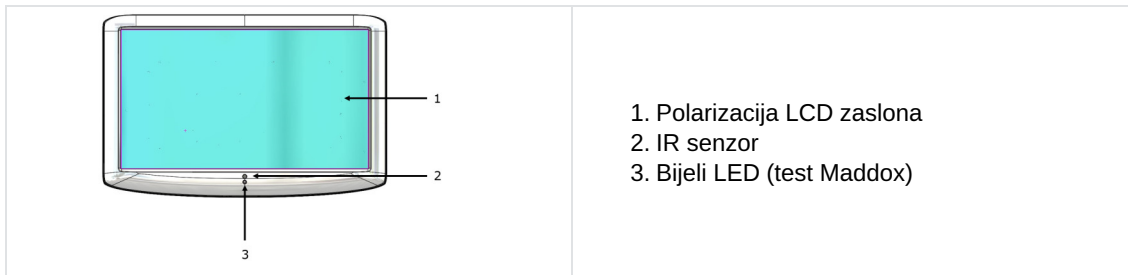 1
2
3
1. Polarizacija LCD zaslona
2. IR senzor
3. Bijeli LED (test Maddox)